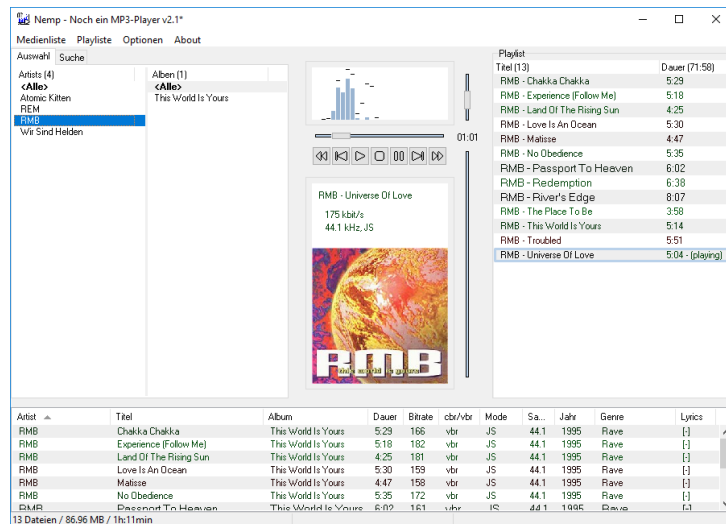 Nemp - Noch ein MP3-Player v2.1*
Medienliste Playliste Optionen About
Auswahl Suche
Artists (4)
<Alle>
Atomic Kitten
REM
RMB
Wir Sind Helden
Alben (1)
<Alle>
This World Is Yours
01:01
RMB - Universe Of Love
175 kbit/s
44.1 kHz, JS
RMB
this world is yours
Playlist
Titel (13) Dauer (71:58)
RMB - Chakka Chakka 5:29
RMB - Experience (Follow Me) 5:18
RMB - Land Of The Rising Sun 4:25
RMB - Love Is An Ocean 5:30
RMB - Matisse 4:47
RMB - No Obedience 5:35
RMB - Passport To Heaven 6:02
RMB - Redemption 6:38
RMB - River's Edge 8:07
RMB - The Place To Be 3:58
RMB - This World Is Yours 5:14
RMB - Troubled 5:51
RMB - Universe Of Love 5:04 - (playing)
Artist Titel Album Dauer Bitrate cbr/vbr Mode Sa... Jahr Genre Lyrics
RMB Chakka Chakka This World Is Yours 5:29 166 vbr JS 44.1 1995 Rave [-]
RMB Experience (Follow Me) This World Is Yours 5:18 182 vbr JS 44.1 1995 Rave [-]
RMB Land Of The Rising Sun This World Is Yours 4:25 181 vbr JS 44.1 1995 Rave [-]
RMB Love Is An Ocean This World Is Yours 5:30 159 vbr JS 44.1 1995 Rave [-]
RMB Matisse This World Is Yours 4:47 158 vbr JS 44.1 1995 Rave [-]
RMB No Obedience This World Is Yours 5:35 172 vbr JS 44.1 1995 Rave [-]
RMB Passport To Heaven This World Is Yours 6:02 161 vbr JS 44.1 1995 Rave [-]
13 Dateien / 86.96 MB / 1h:11min